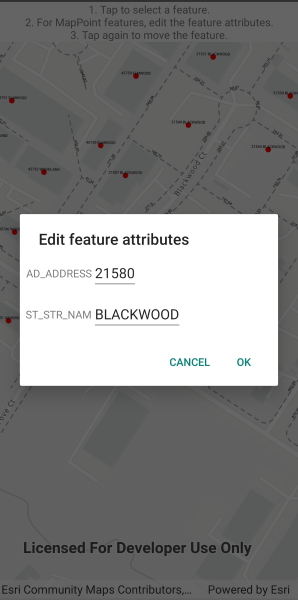 1. Tap to select a feature.
2. For MapPoint features, edit the feature attributes.
3. Tap again to move the feature.
Blackwood Ct
Edit feature attributes
AD_ADDRESS 21580
ST_STR_NAM BLACKWOOD
CANCEL OK
Licensed For Developer Use Only
Esri Community Maps Contributors,... Powered by Esri